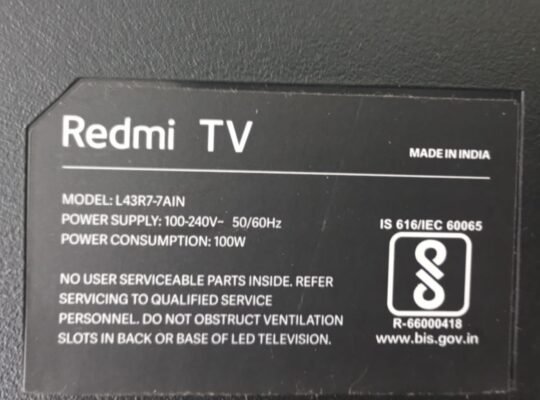 Redmi TV
MADE IN INDIA
MODEL: L43R7-7AIN
POWER SUPPLY: 100-240V~ 50/60Hz
POWER CONSUMPTION: 100W
NO USER SERVICEABLE PARTS INSIDE. REFER
SERVICING TO QUALIFIED SERVICE
PERSONNEL. DO NOT OBSTRUCT VENTILATION
SLOTS IN BACK OR BASE OF LED TELEVISION.
IS 616/IEC 60065
R-66000418
www.bis.gov.in